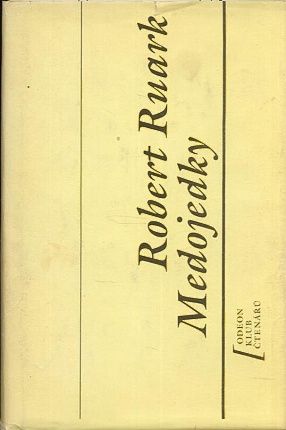 Robert Ruark
Medojedky
ODEON
KLUB
ČTENÁŘŮ